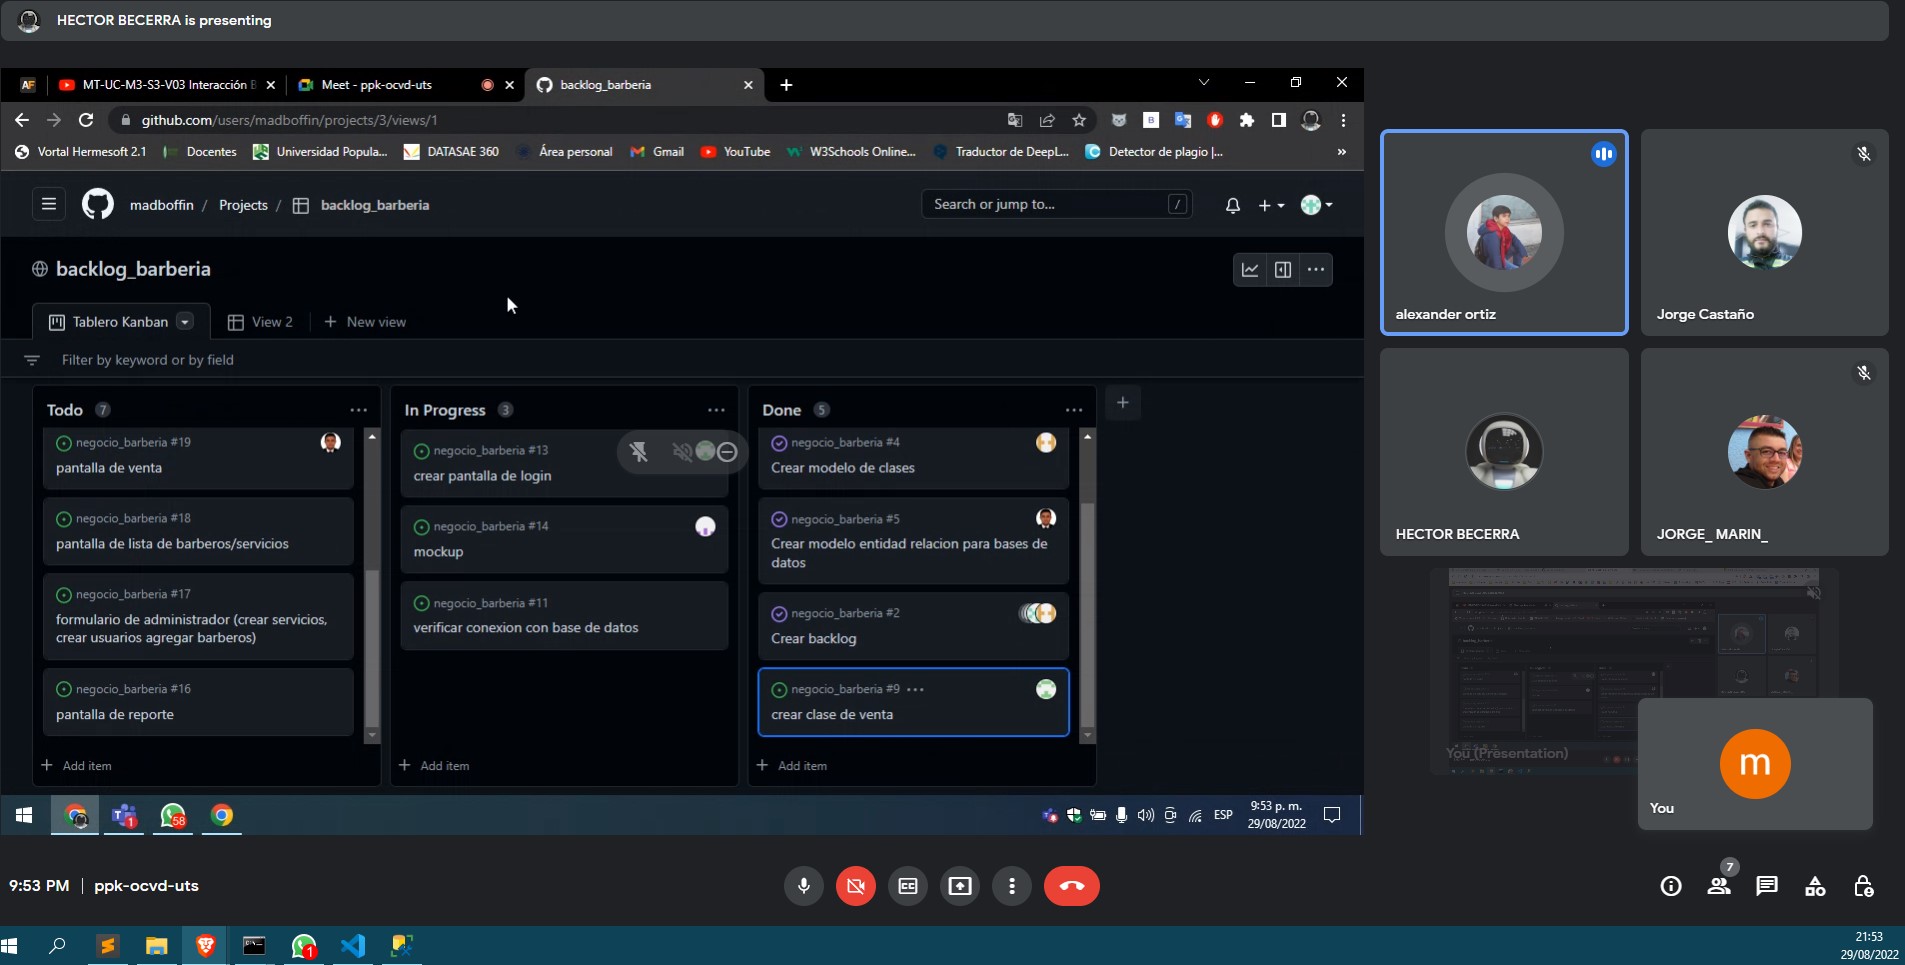 HECTOR BECERRA is presenting
AF
MT-UC-M3-S3-V03 Interacción B
Meet - ppk-ocvd-uts
backlog_barberia
github.com/users/madboffin/projects/3/views/1
Vortal Hermesoft 2.1
Docentes
Universidad Popula...
DATASAE 360
Área personal
Gmail
YouTube
W3Schools Online...
Traductor de DeepL...
Detector de plagio |...
»
madboffin / Projects / backlog_barberia
Search or jump to...
/
backlog_barberia
Tablero Kanban
View 2
+ New view
Filter by keyword or by field
Todo 7
negocio_barberia #19
pantalla de venta
negocio_barberia #18
pantalla de lista de barberos/servicios
negocio_barberia #17
formulario de administrador (crear servicios,
crear usuarios agregar barberos)
negocio_barberia #16
pantalla de reporte
+ Add item
In Progress 3
negocio_barberia #13
crear pantalla de login
negocio_barberia #14
mockup
negocio_barberia #11
verificar conexion con base de datos
+ Add item
Done 5
negocio_barberia #4
Crear modelo de clases
negocio_barberia #5
Crear modelo entidad relacion para bases de
datos
negocio_barberia #2
Crear backlog
negocio_barberia #9
crear clase de venta
+ Add item
1
58
ESP
9:53 p. m.
29/08/2022
alexander ortiz
Jorge Castaño
HECTOR BECERRA
JORGE_ MARIN_
You (Presentation)
m
You
9:53 PM | ppk-ocvd-uts
7
1
21:53
29/08/2022